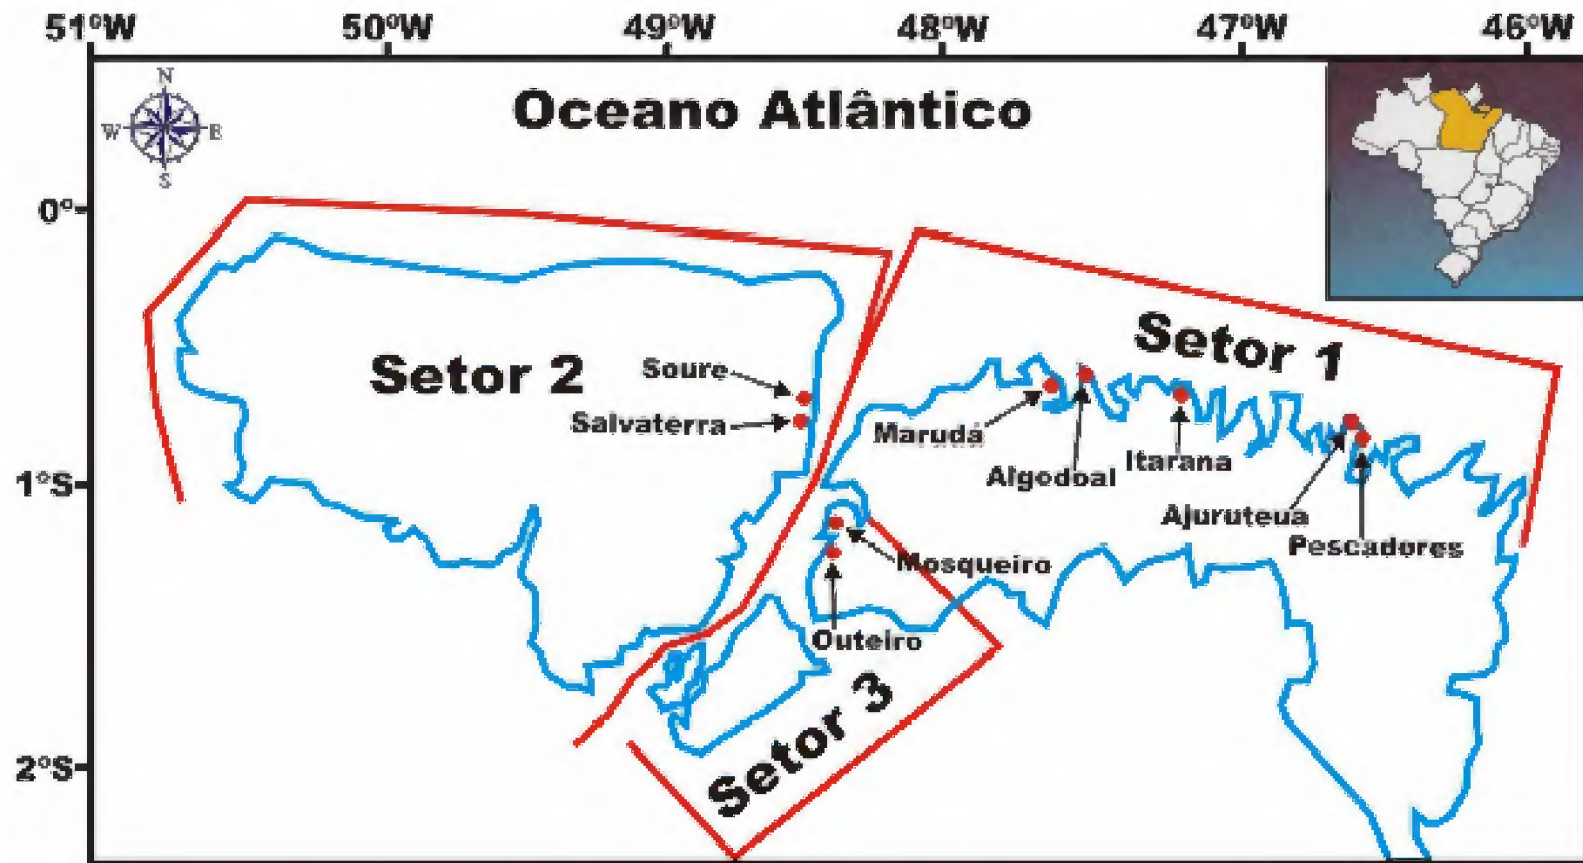 51°W 50°W 49°W 48°W 47°W 46°W
N
W E
S
Oceano Atlântico
0°
Setor 1
Setor 2
Soure
Salvaterra
Marudá
Algodoal
Itarana
1°S
Ajuruteua
Pescadores
Mosqueiro
Outeiro
Setor 3
2°S